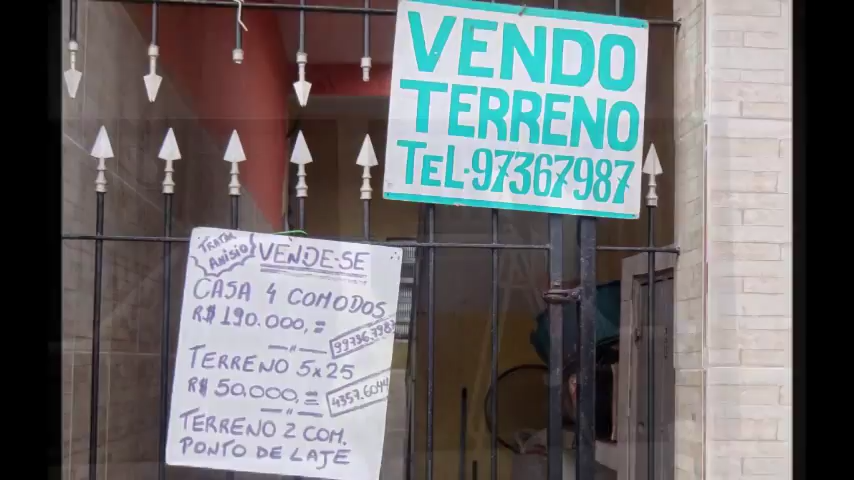 VENDO
TERRENO
TEL·97367987
TRATAR
ANISIO
VENDE-SE
CASA 4 COMODOS
R$190.000,=
99736.7987
TERRENO 5x25
R$50.000,=
4357.6044
TERRENO 2 COM.
PONTO DE LAJE